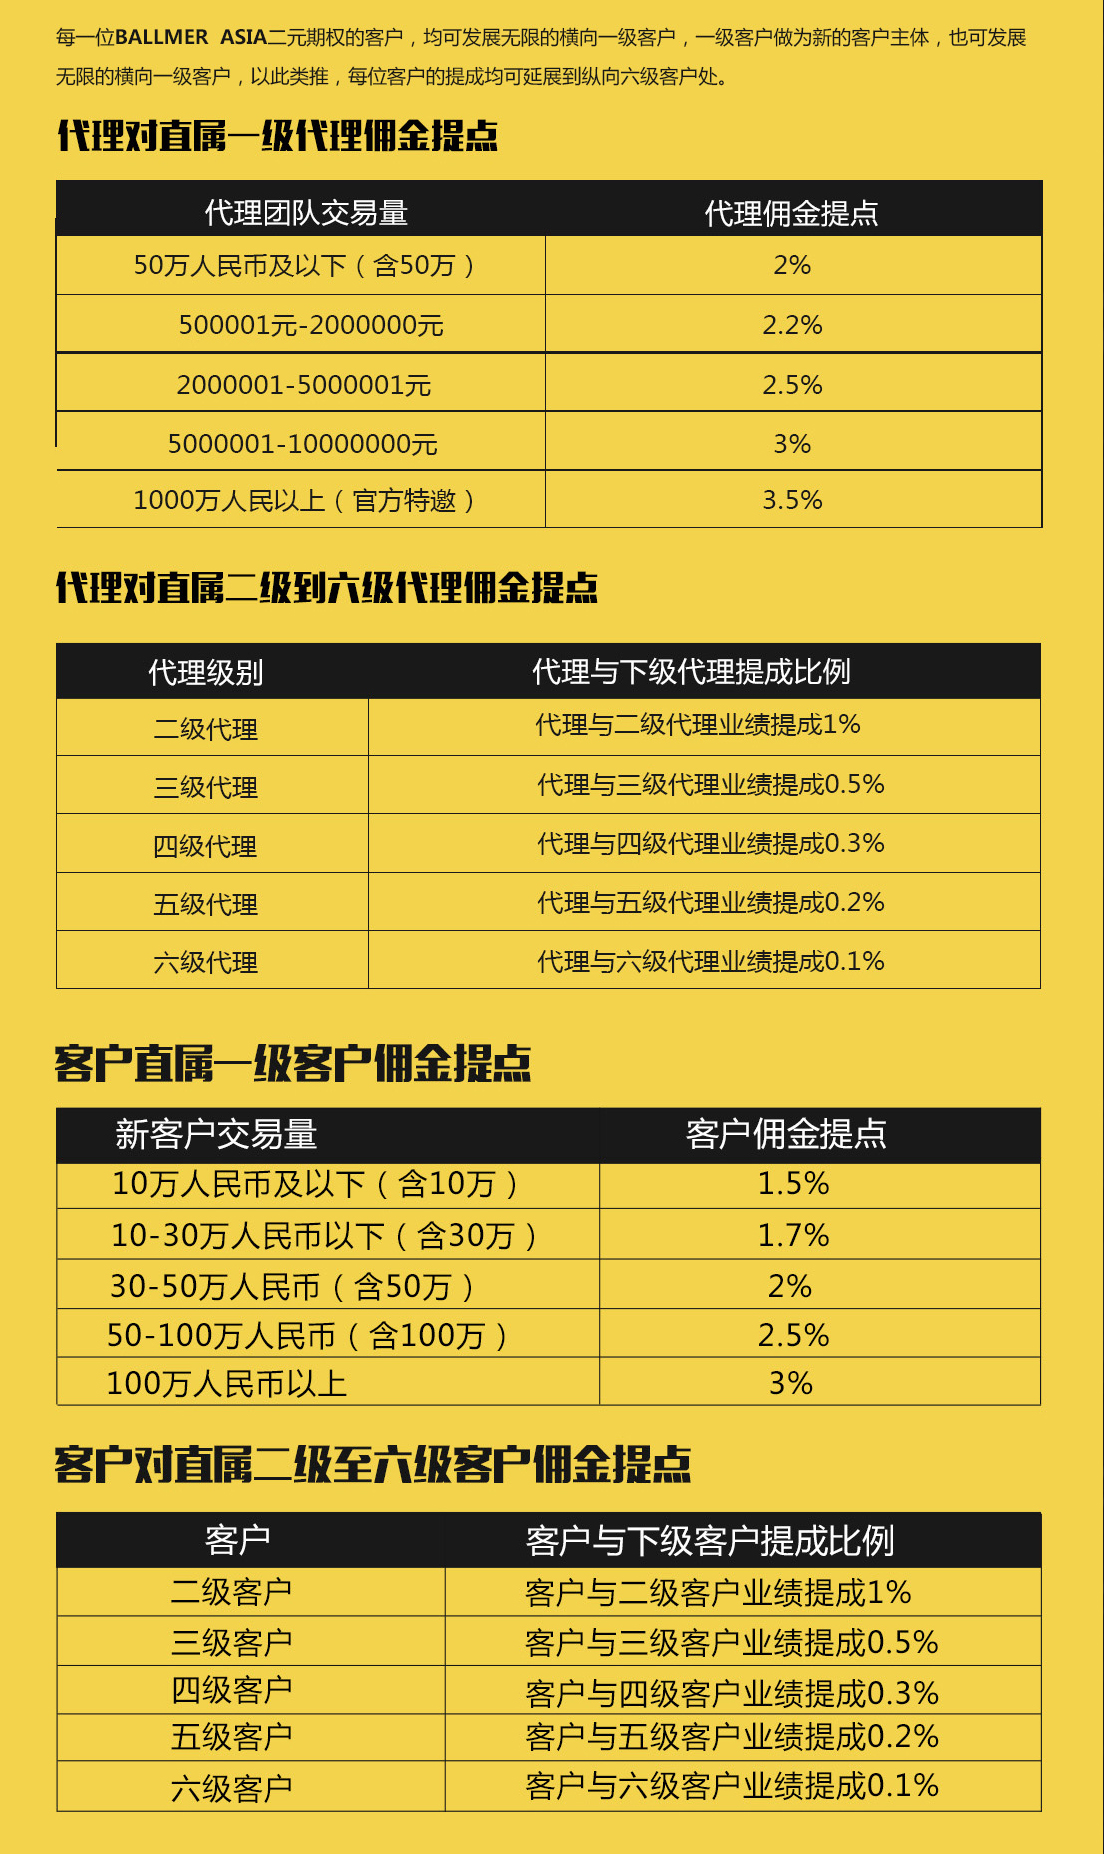 每一位BALLMER ASIA二元期权的客户，均可发展无限的横向一级客户，一级客户做为新的客户主体，也可发展
无限的横向一级客户，以此类推，每位客户的提成均可延展到纵向六级客户处。
代理对直属一级代理佣金提点
代理团队交易量 代理佣金提点
50万人民币及以下（含50万） 2%
500001元-2000000元 2.2%
2000001-5000001元 2.5%
5000001-10000000元 3%
1000万人民以上（官方特邀） 3.5%
代理对直属二级到六级代理佣金提点
代理级别 代理与下级代理提成比例
二级代理 代理与二级代理业绩提成1%
三级代理 代理与三级代理业绩提成0.5%
四级代理 代理与四级代理业绩提成0.3%
五级代理 代理与五级代理业绩提成0.2%
六级代理 代理与六级代理业绩提成0.1%
客户直属一级客户佣金提点
新客户交易量 客户佣金提点
10万人民币及以下（含10万） 1.5%
10-30万人民币以下（含30万） 1.7%
30-50万人民币（含50万） 2%
50-100万人民币（含100万） 2.5%
100万人民币以上 3%
客户对直属二级至六级客户佣金提点
客户 客户与下级客户提成比例
二级客户 客户与二级客户业绩提成1%
三级客户 客户与三级客户业绩提成0.5%
四级客户 客户与四级客户业绩提成0.3%
五级客户 客户与五级客户业绩提成0.2%
六级客户 客户与六级客户业绩提成0.1%